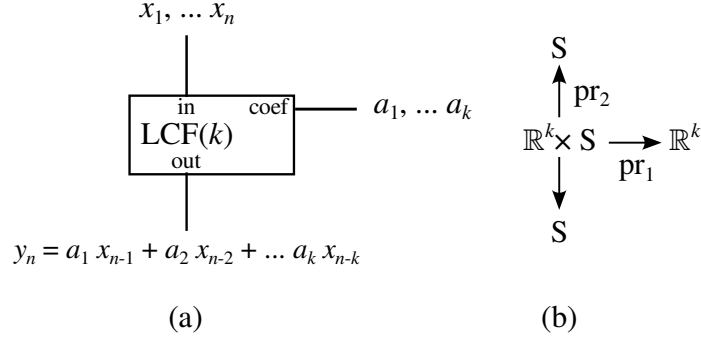 x₁, ... xₙ
in coef
LCF(k)
out
a₁, ... aₖ
yₙ = a₁ xₙ₋₁ + a₂ xₙ₋₂ + ... aₖ xₙ₋ₖ
(a)
S
pr₂
ℝᵏ × S ℝᵏ
pr₁
S
(b)